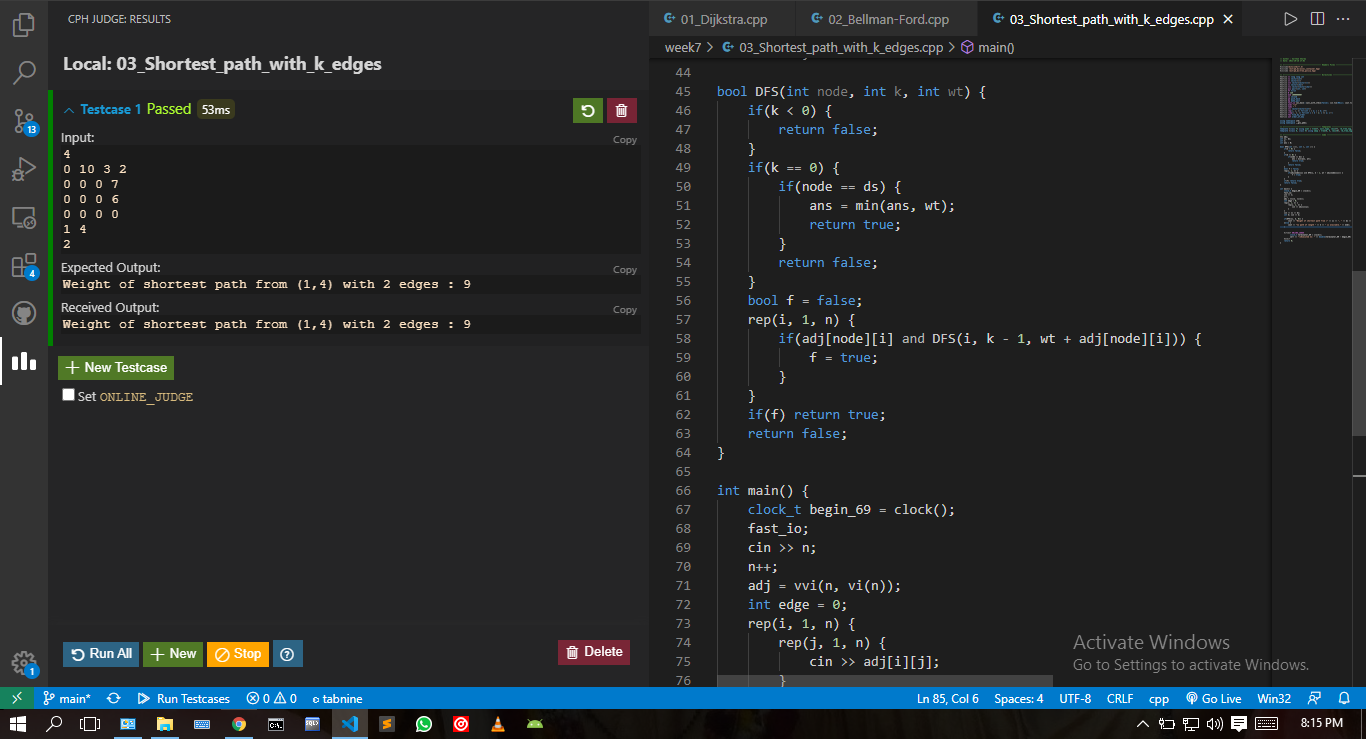 CPH JUDGE: RESULTS
Local: 03_Shortest_path_with_k_edges
Testcase 1 Passed 53ms
Input:
Copy
4
0 10 3 2
0 0 0 7
0 0 0 6
0 0 0 0
1 4
2
Expected Output:
Copy
Weight of shortest path from (1,4) with 2 edges : 9
Received Output:
Copy
Weight of shortest path from (1,4) with 2 edges : 9
+ New Testcase
Set ONLINE_JUDGE
Run All
+ New
Stop
Delete
13
4
1
01_Dijkstra.cpp
02_Bellman-Ford.cpp
03_Shortest_path_with_k_edges.cpp
week7 > 03_Shortest_path_with_k_edges.cpp > main()
44
45 bool DFS(int node, int k, int wt) {
46 if(k < 0) {
47 return false;
48 }
49 if(k == 0) {
50 if(node == ds) {
51 ans = min(ans, wt);
52 return true;
53 }
54 return false;
55 }
56 bool f = false;
57 rep(i, 1, n) {
58 if(adj[node][i] and DFS(i, k - 1, wt + adj[node][i])) {
59 f = true;
60 }
61 }
62 if(f) return true;
63 return false;
64 }
65
66 int main() {
67 clock_t begin_69 = clock();
68 fast_io;
69 cin >> n;
70 n++;
71 adj = vvi(n, vi(n));
72 int edge = 0;
73 rep(i, 1, n) {
74 rep(j, 1, n) {
75 cin >> adj[i][j];
76 }
Activate Windows
Go to Settings to activate Windows.
main*
Run Testcases
0
0
tabnine
Ln 85, Col 6
Spaces: 4
UTF-8
CRLF
cpp
Go Live
Win32
8:15 PM